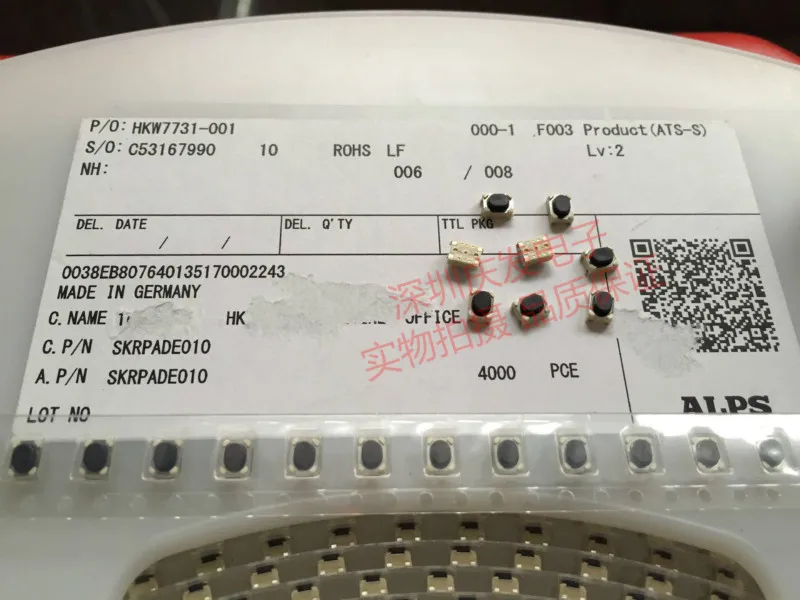 P/O: HKW7731-001 000-1 F003 Product(ATS-S)
S/O: C53167990 10 ROHS LF Lv:2
NH: 006 / 008
DEL. DATE DEL. Q'TY TTL PKG
/ /
0038EB807640135170002243
MADE IN GERMANY
C.NAME HK OFFICE
C.P/N SKRPADE010
A.P/N SKRPADE010 4000 PCE
ALPS
LOT NO
深圳庆发电子
实物拍摄 品质保证